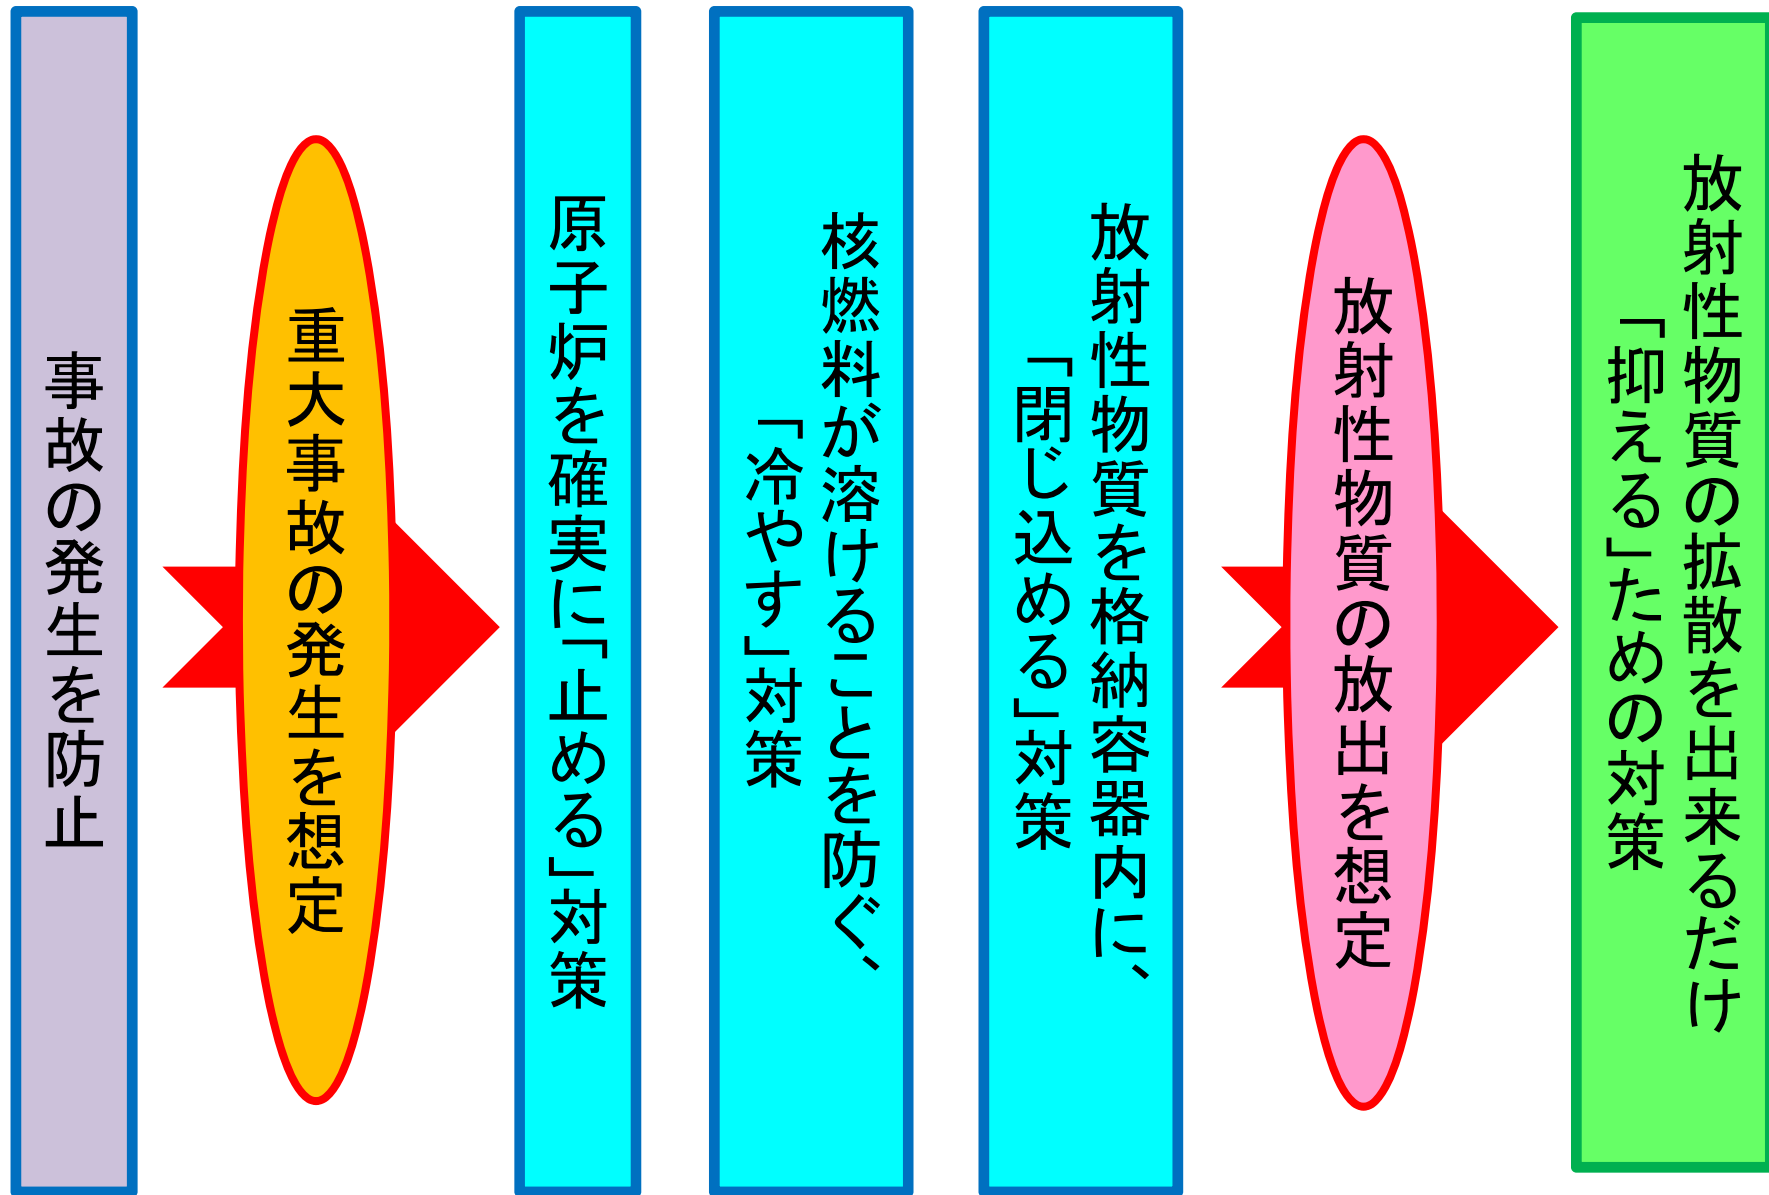 事故の発生を防止
重大事故の発生を想定
原子炉を確実に「止める」対策
核燃料が溶けることを防ぐ、
「冷やす」対策
放射性物質を格納容器内に、
「閉じ込める」対策
放射性物質の放出を想定
放射性物質の拡散を出来るだけ
「抑える」ための対策